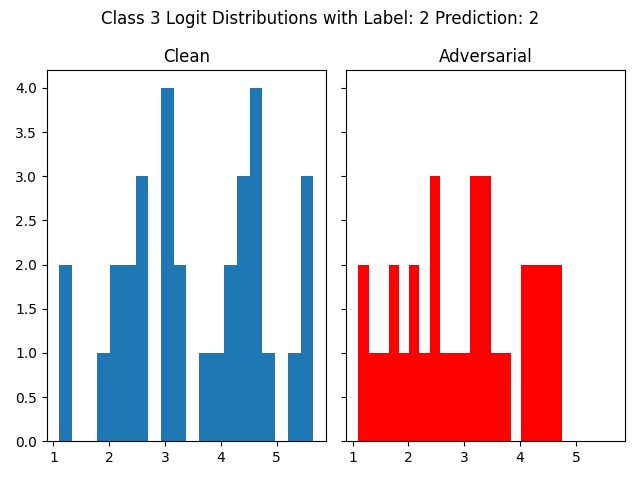 Class 3 Logit Distributions with Label: 2 Prediction: 2
Clean
Adversarial
4.0
3.5
3.0
2.5
2.0
1.5
1.0
0.5
0.0
1 2 3 4 5
1 2 3 4 5